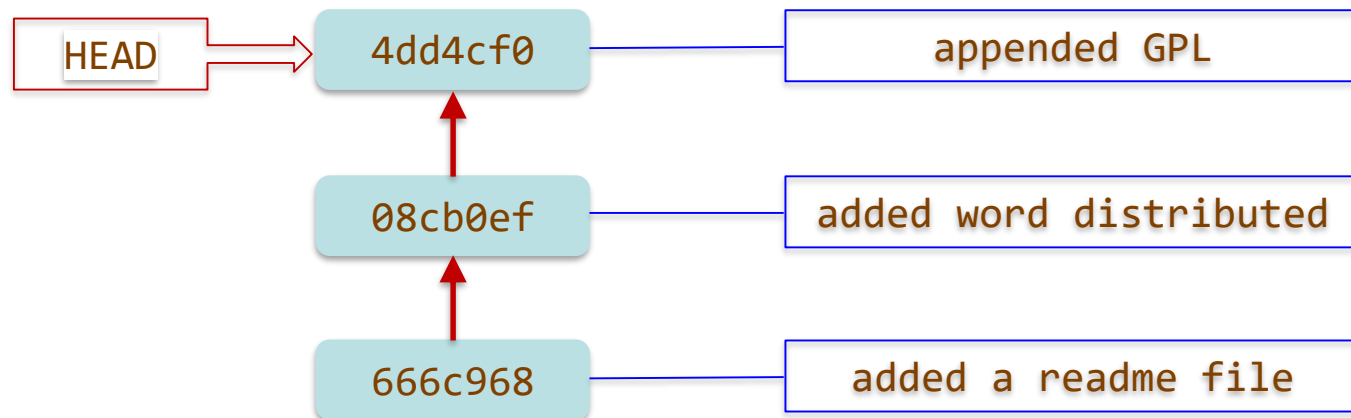 HEAD
4dd4cf0
appended GPL
08cb0ef
added word distributed
666c968
added a readme file